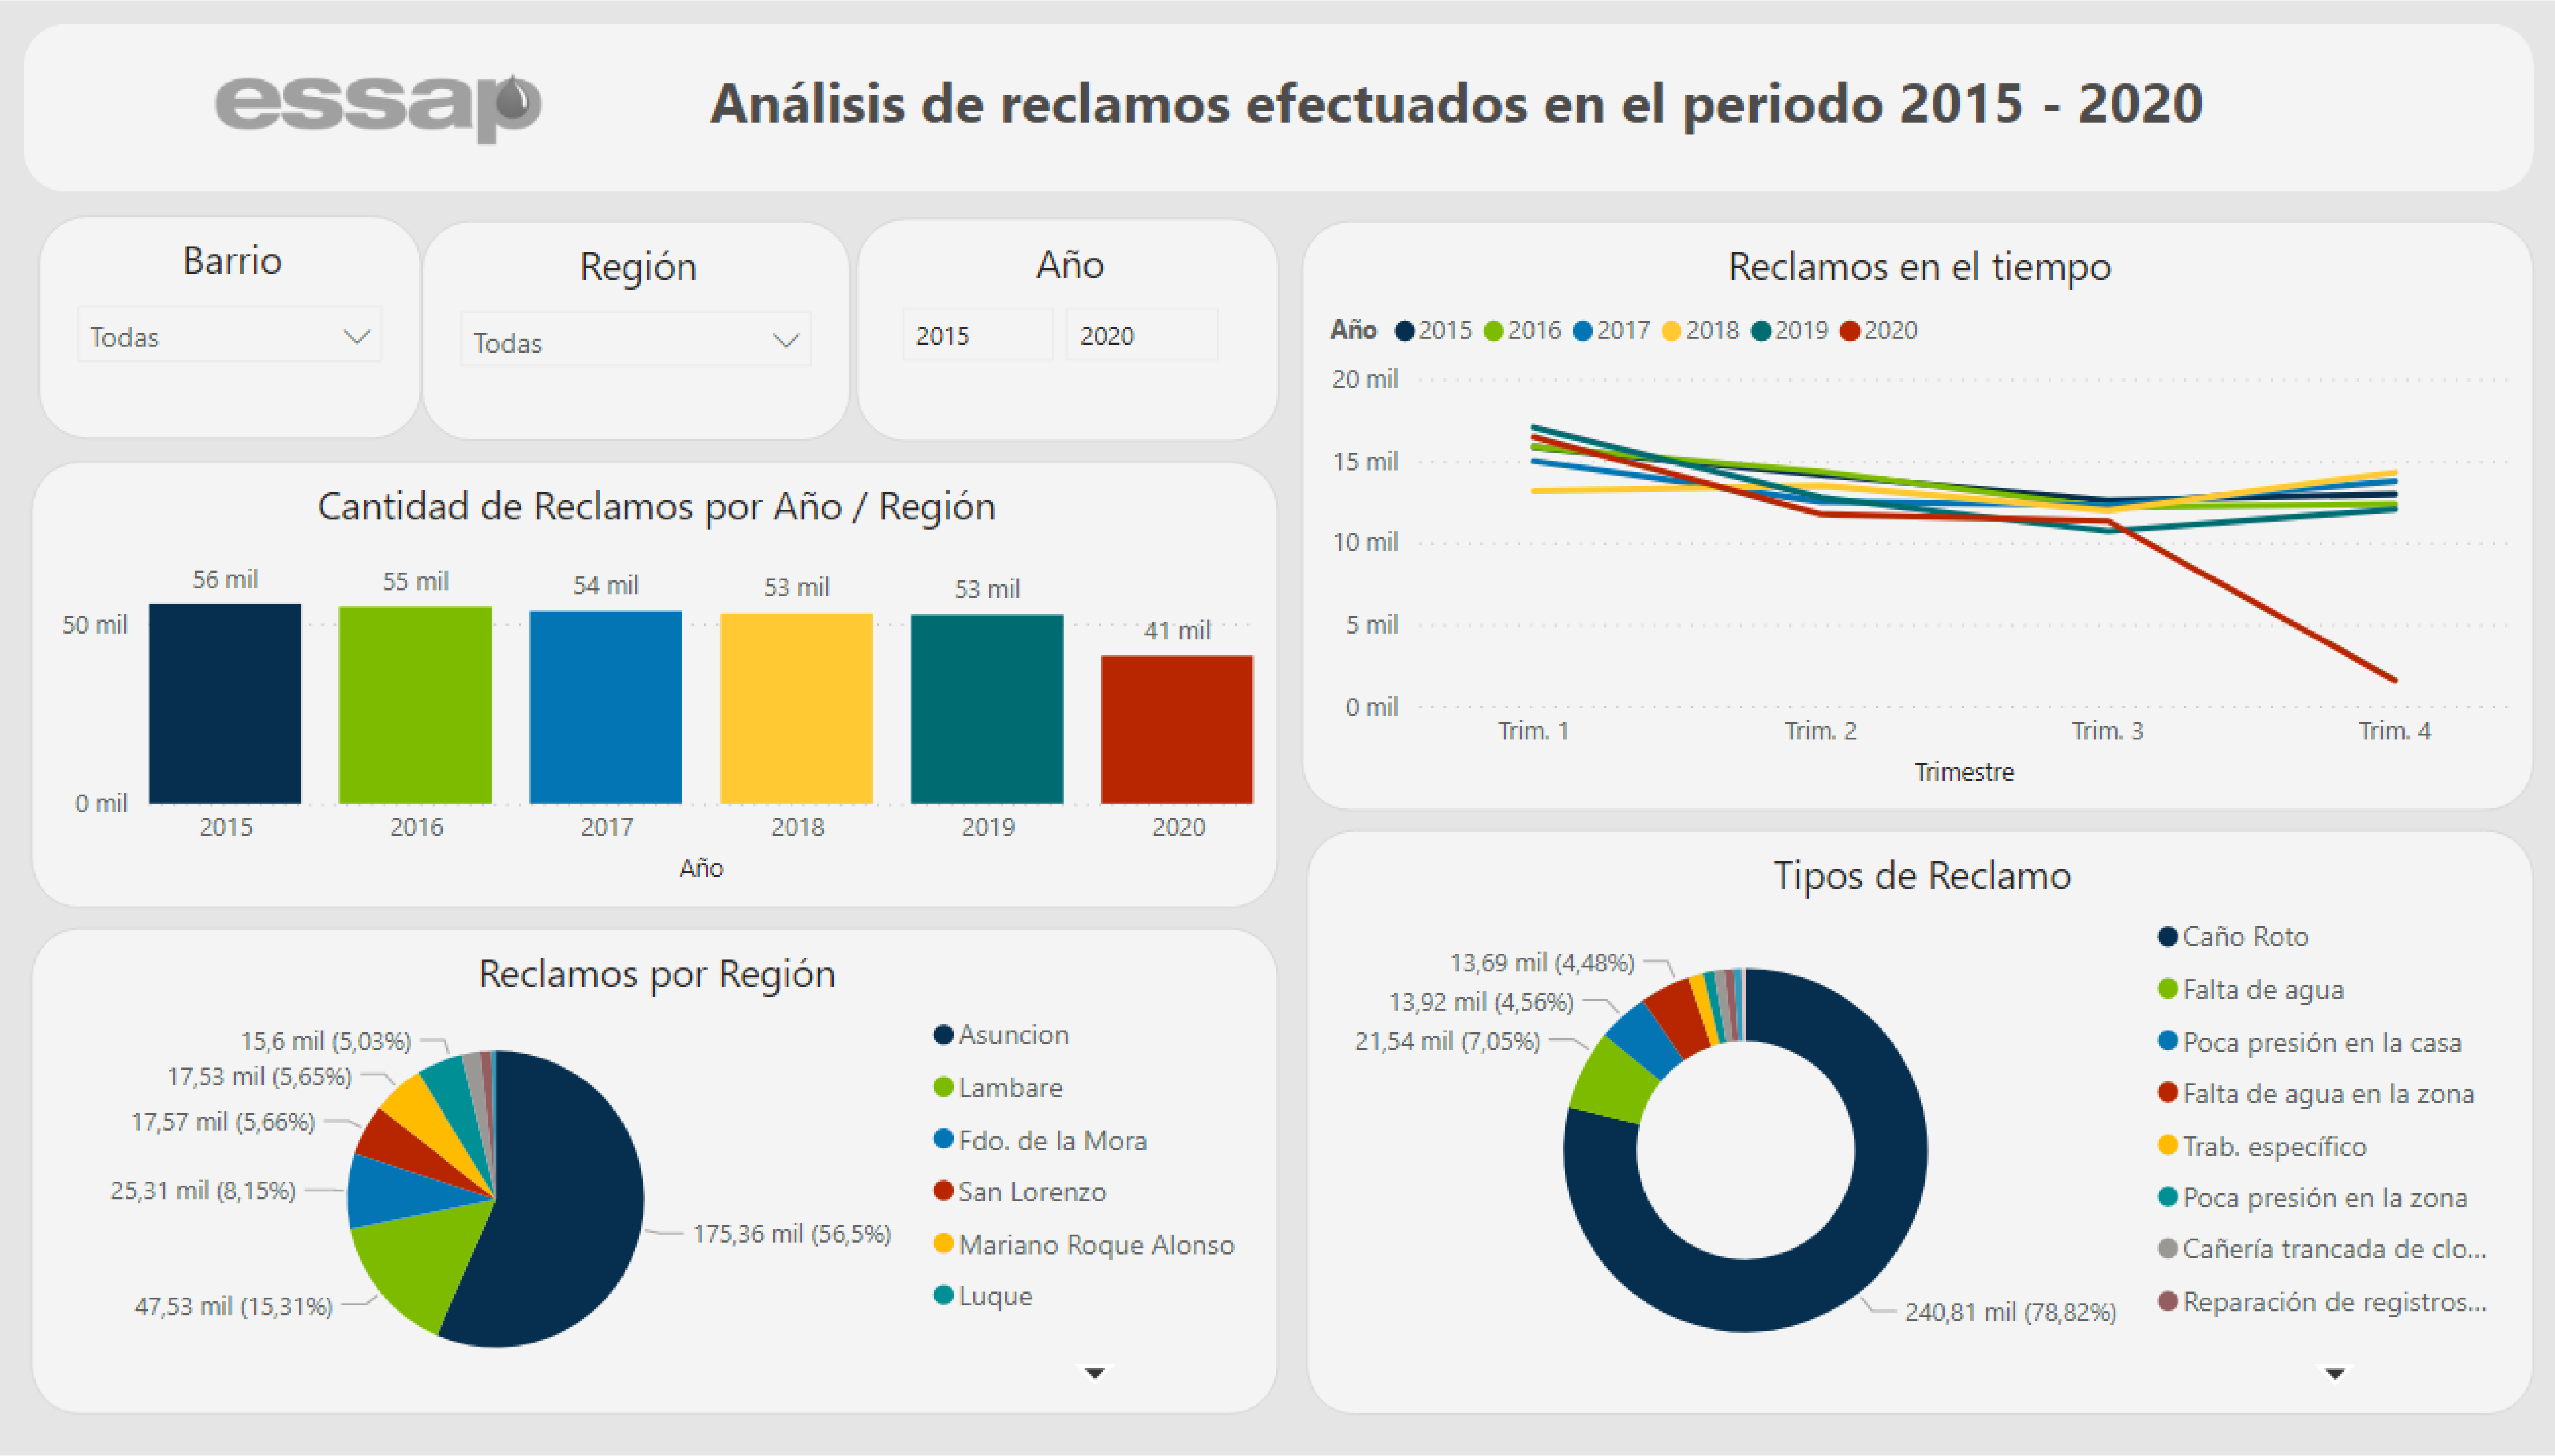 essap
Análisis de reclamos efectuados en el periodo 2015 - 2020
Barrio
Todas
Región
Todas
Año
2015 2020
Cantidad de Reclamos por Año / Región
56 mil 55 mil 54 mil 53 mil 53 mil 41 mil
50 mil
0 mil
2015 2016 2017 2018 2019 2020
Año
Reclamos en el tiempo
Año 2015 2016 2017 2018 2019 2020
20 mil
15 mil
10 mil
5 mil
0 mil
Trim. 1 Trim. 2 Trim. 3 Trim. 4
Trimestre
Reclamos por Región
15,6 mil (5,03%)
17,53 mil (5,65%)
17,57 mil (5,66%)
25,31 mil (8,15%)
47,53 mil (15,31%)
175,36 mil (56,5%)
Asuncion
Lambare
Fdo. de la Mora
San Lorenzo
Mariano Roque Alonso
Luque
Tipos de Reclamo
13,69 mil (4,48%)
13,92 mil (4,56%)
21,54 mil (7,05%)
240,81 mil (78,82%)
Caño Roto
Falta de agua
Poca presión en la casa
Falta de agua en la zona
Trab. específico
Poca presión en la zona
Cañería trancada de clo...
Reparación de registros...